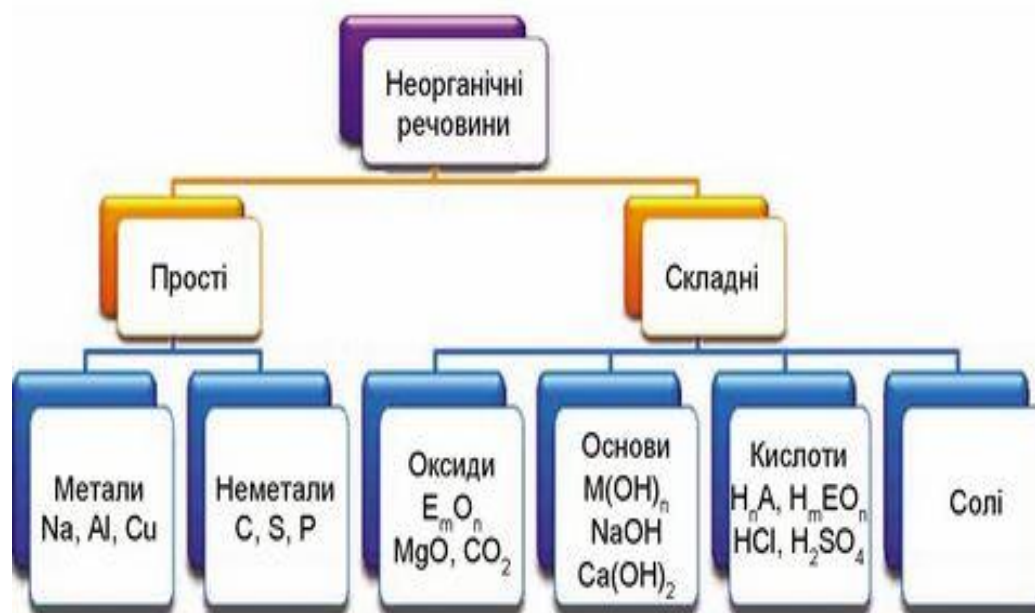 Неорганічні
речовини
Прості
Складні
Метали
Na, Al, Cu
Неметали
C, S, P
Оксиди
EₘOₙ
MgO, CO₂
Основи
M(OH)ₙ
NaOH
Ca(OH)₂
Кислоти
HₙA, HₘEOₙ
HCl, H₂SO₄
Солі